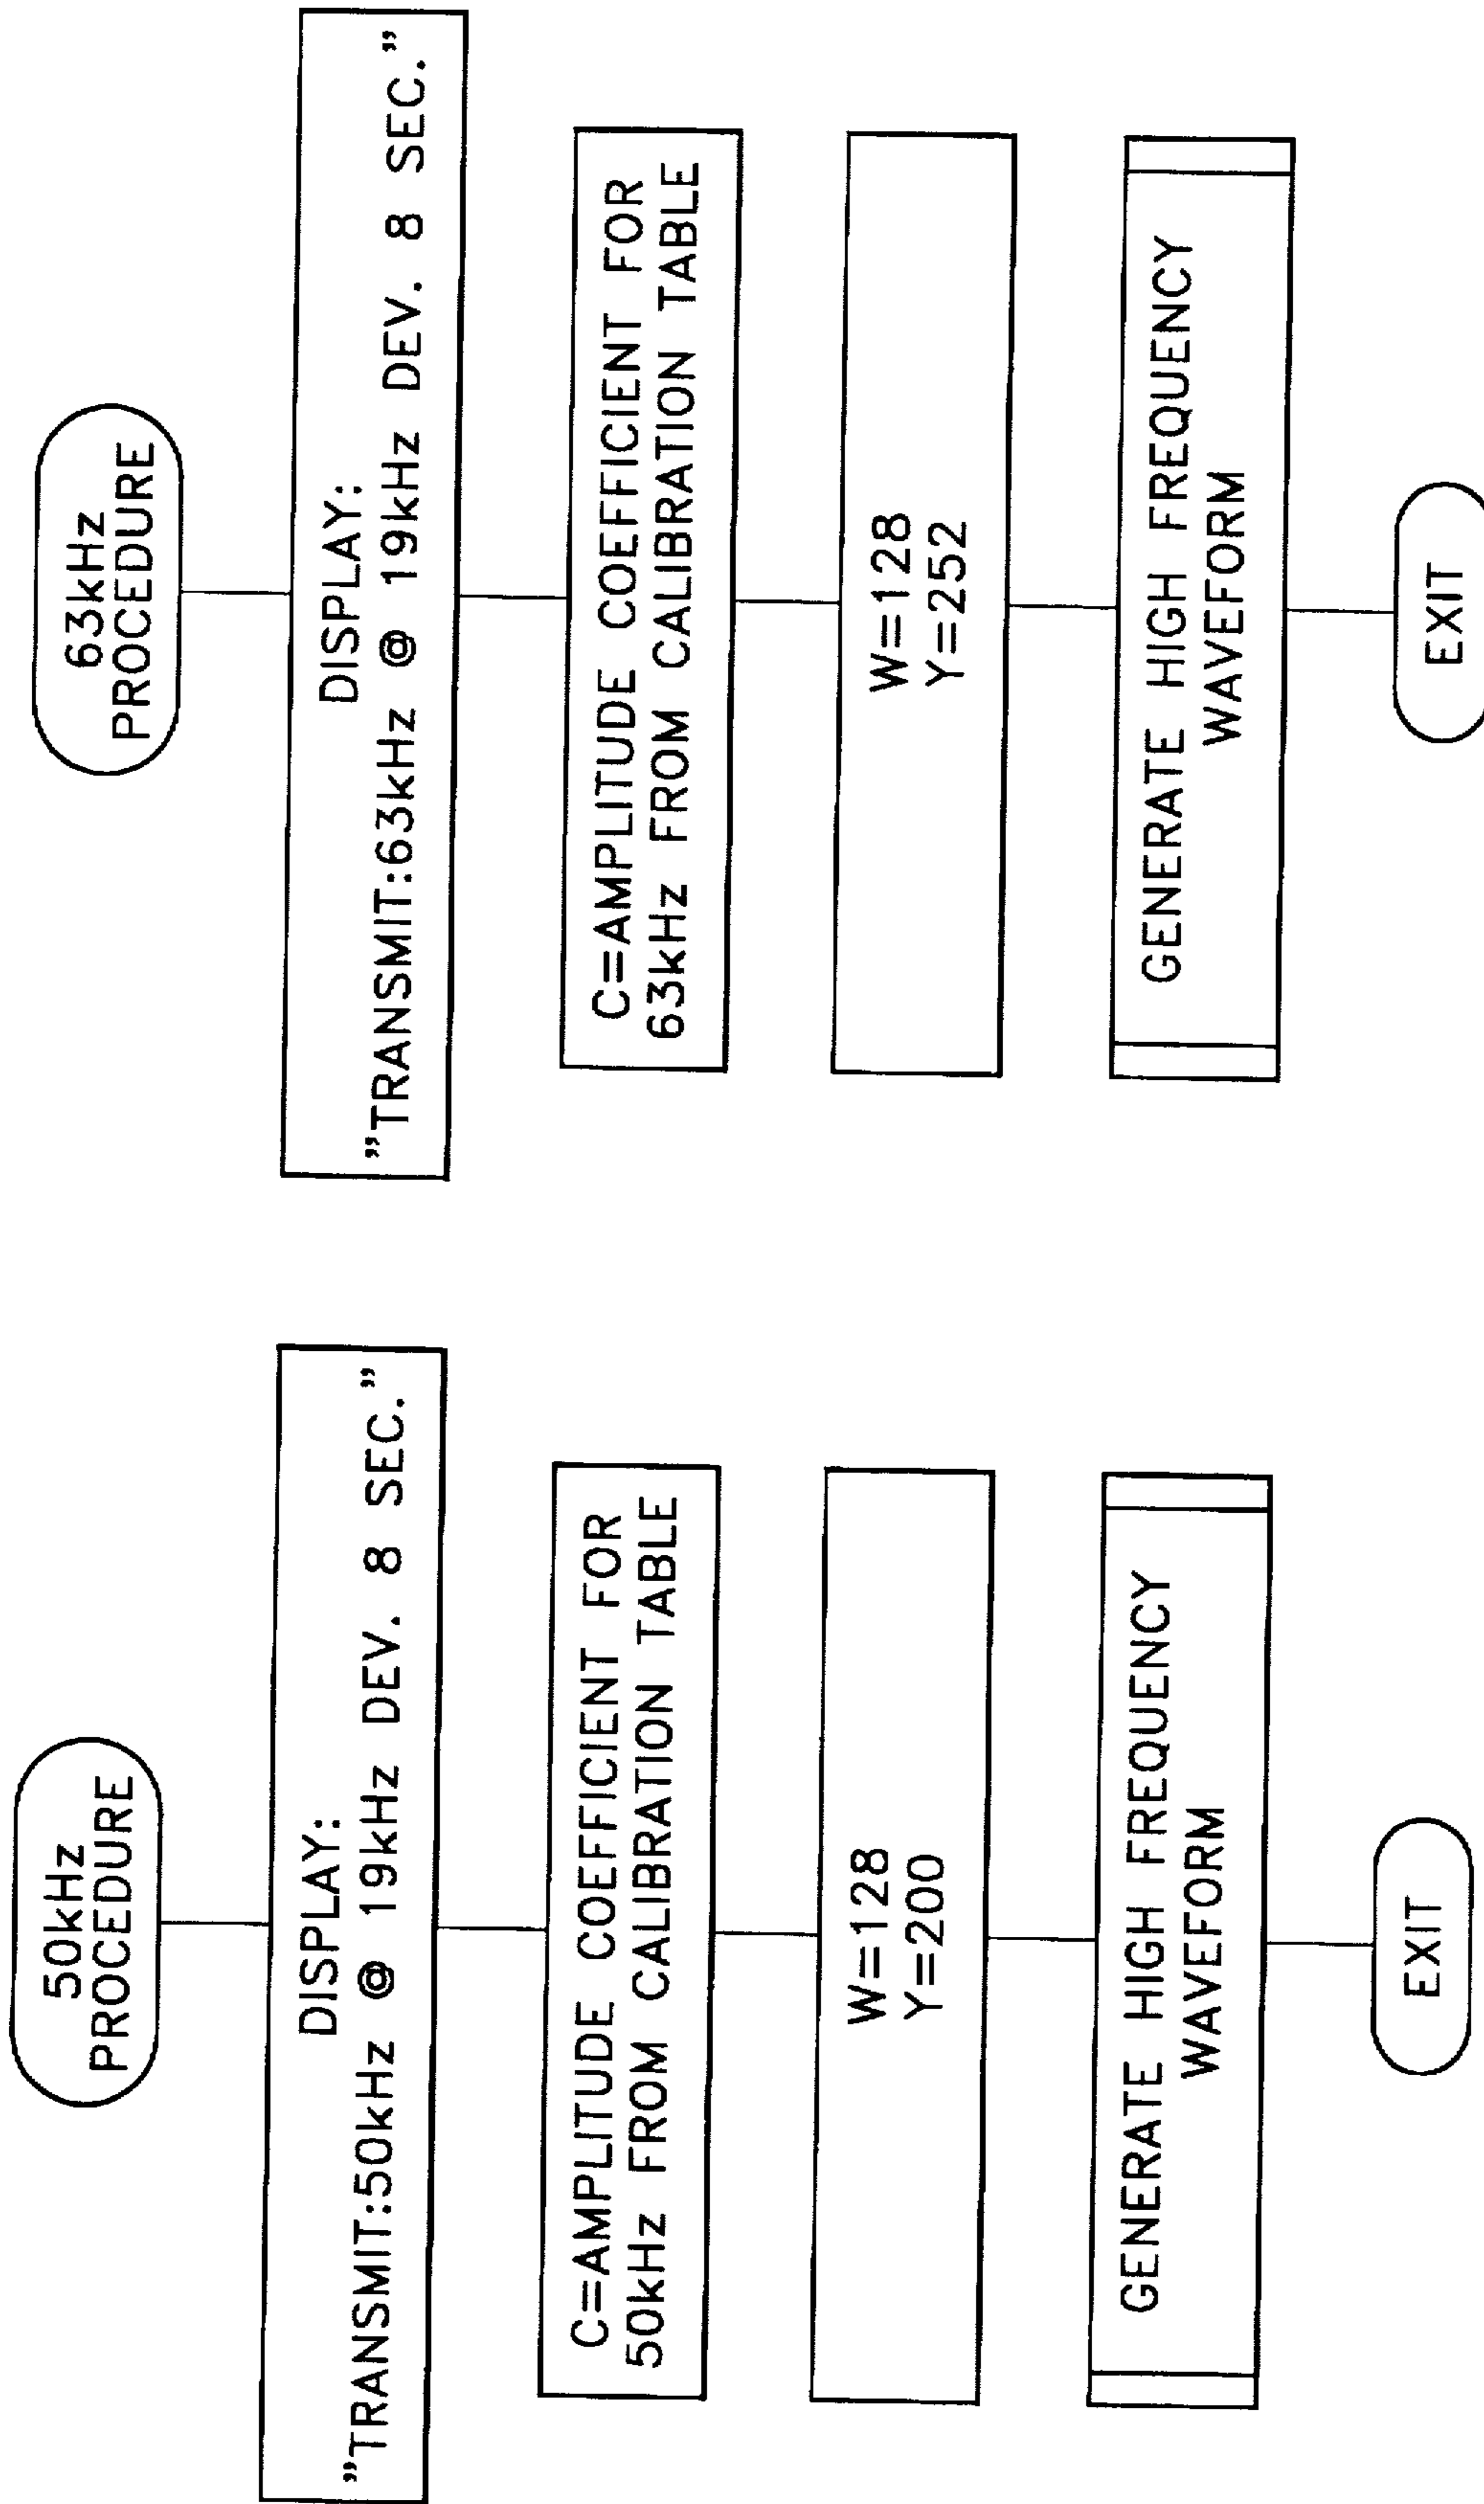 50kHz
PROCEDURE
DISPLAY:
"TRANSMIT:50kHz @ 19kHz DEV. 8 SEC."
C=AMPLITUDE COEFFICIENT FOR
50kHz FROM CALIBRATION TABLE
W=128
Y=200
GENERATE HIGH FREQUENCY
WAVEFORM
EXIT
63kHz
PROCEDURE
DISPLAY:
"TRANSMIT:63kHz @ 19kHz DEV. 8 SEC."
C=AMPLITUDE COEFFICIENT FOR
63kHz FROM CALIBRATION TABLE
W=128
Y=252
GENERATE HIGH FREQUENCY
WAVEFORM
EXIT